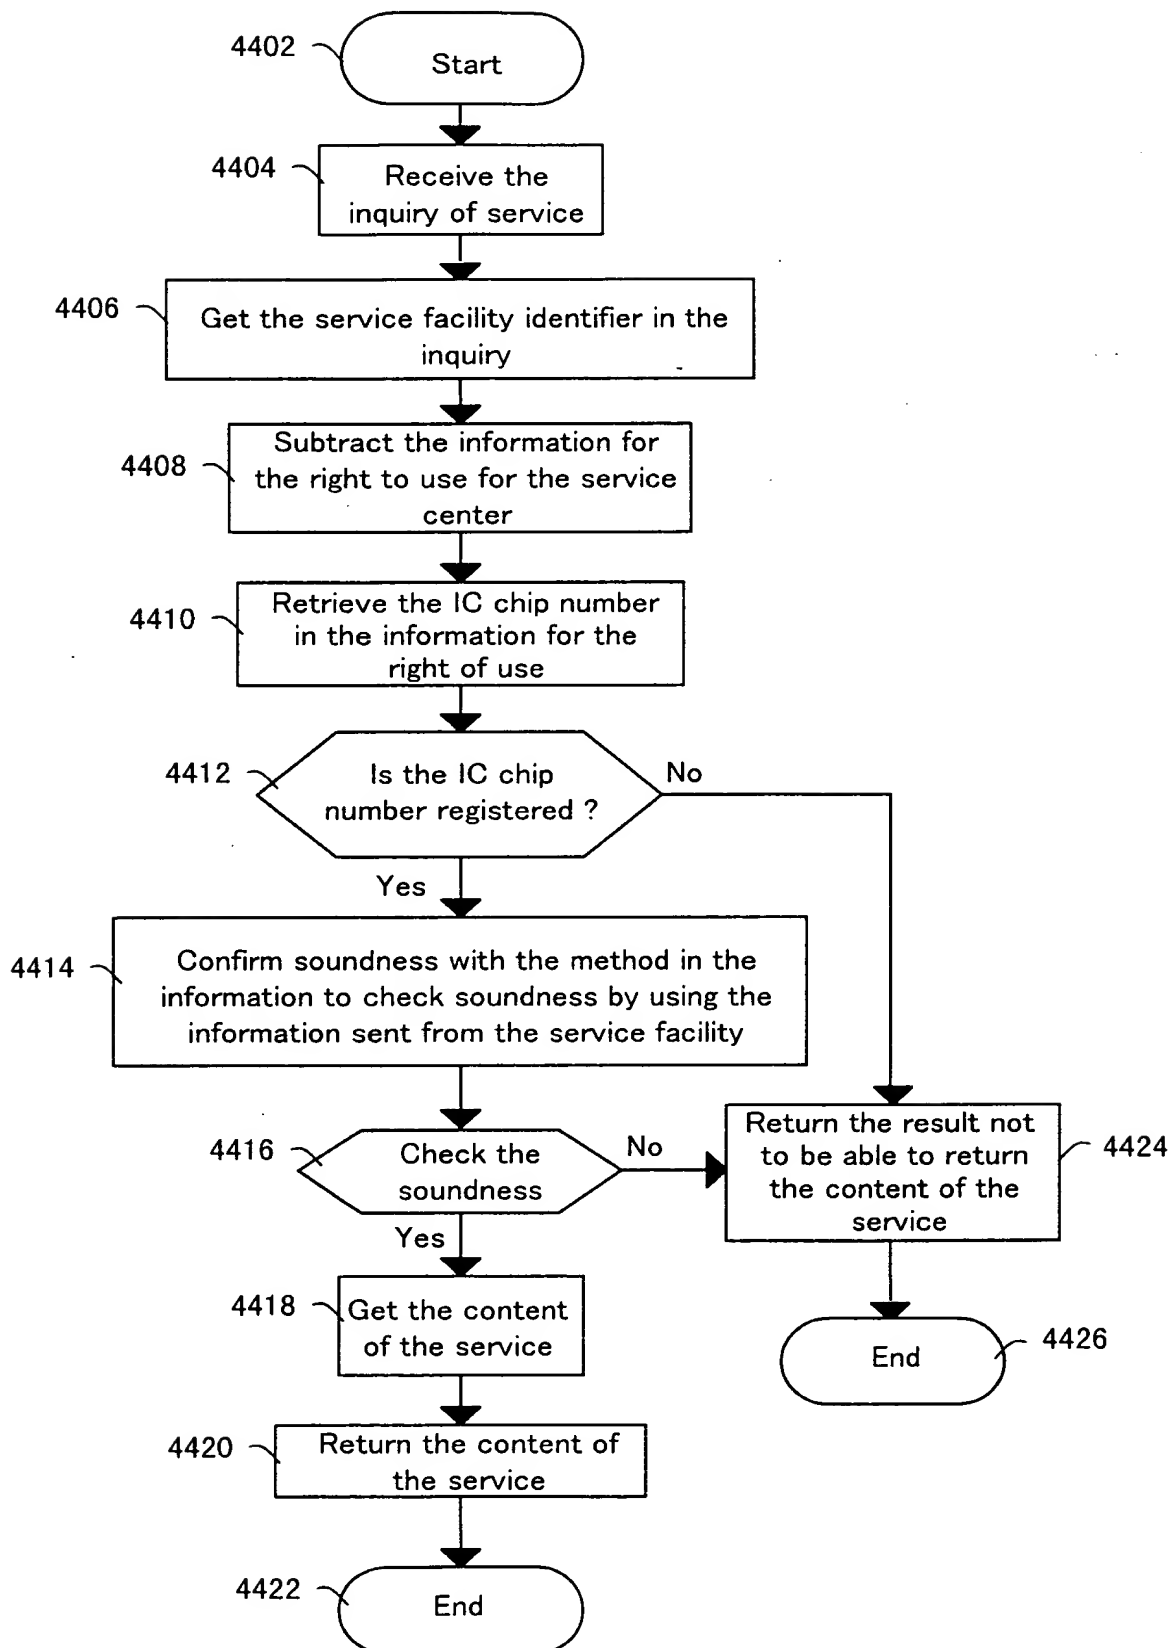 4402
Start
4404
Receive the
inquiry of service
4406
Get the service facility identifier in the
inquiry
4408
Subtract the information for
the right to use for the service
center
4410
Retrieve the IC chip number
in the information for the
right of use
4412
Is the IC chip
number registered ?
No
Yes
4414
Confirm soundness with the method in the
information to check soundness by using the
information sent from the service facility
4416
Check the
soundness
No
Yes
Return the result not
to be able to return
the content of the
service
4424
4418
Get the content
of the service
End
4426
4420
Return the content of
the service
4422
End